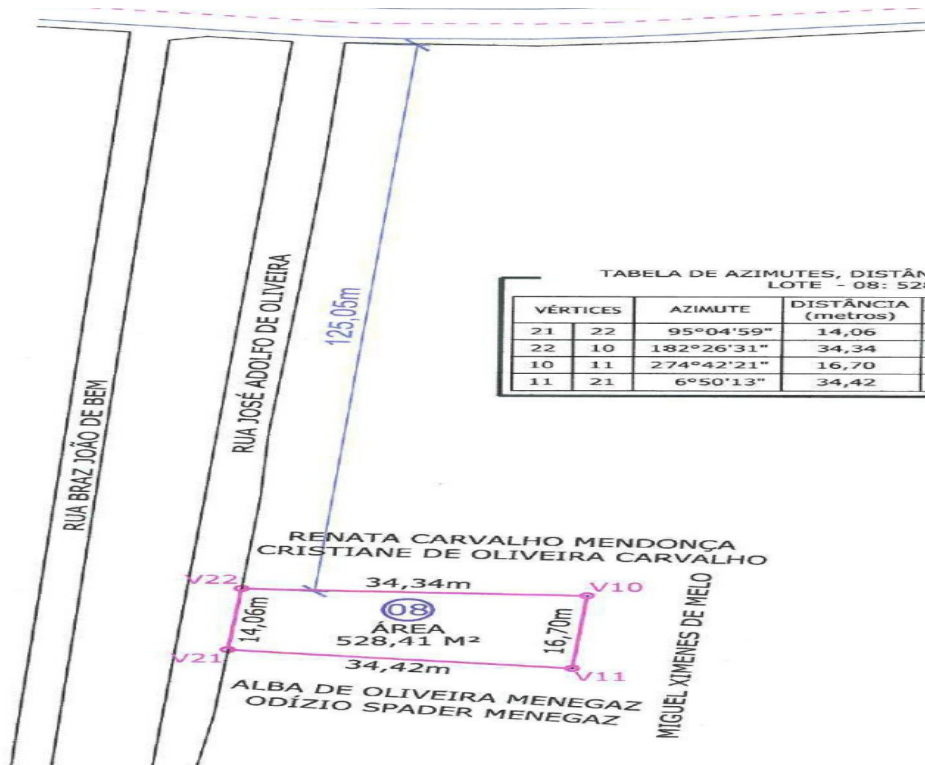 125,05m
RUA JOSÉ ADOLFO DE OLIVEIRA
RUA BRAZ JOÃO DE BEM
TABELA DE AZIMUTES, DISTÂN
LOTE - 08: 528
VÉRTICES AZIMUTE DISTÂNCIA (metros)
21 22 95°04'59" 14,06
22 10 182°26'31" 34,34
10 11 274°42'21" 16,70
11 21 6°50'13" 34,42
RENATA CARVALHO MENDONÇA
CRISTIANE DE OLIVEIRA CARVALHO
V22 34,34m V10
14,06m
08
ÁREA
528,41 M²
16,70m
MIGUEL XIMENES DE MELO
V21 34,42m V11
ALBA DE OLIVEIRA MENEGAZ
ODÍZIO SPADER MENEGAZ